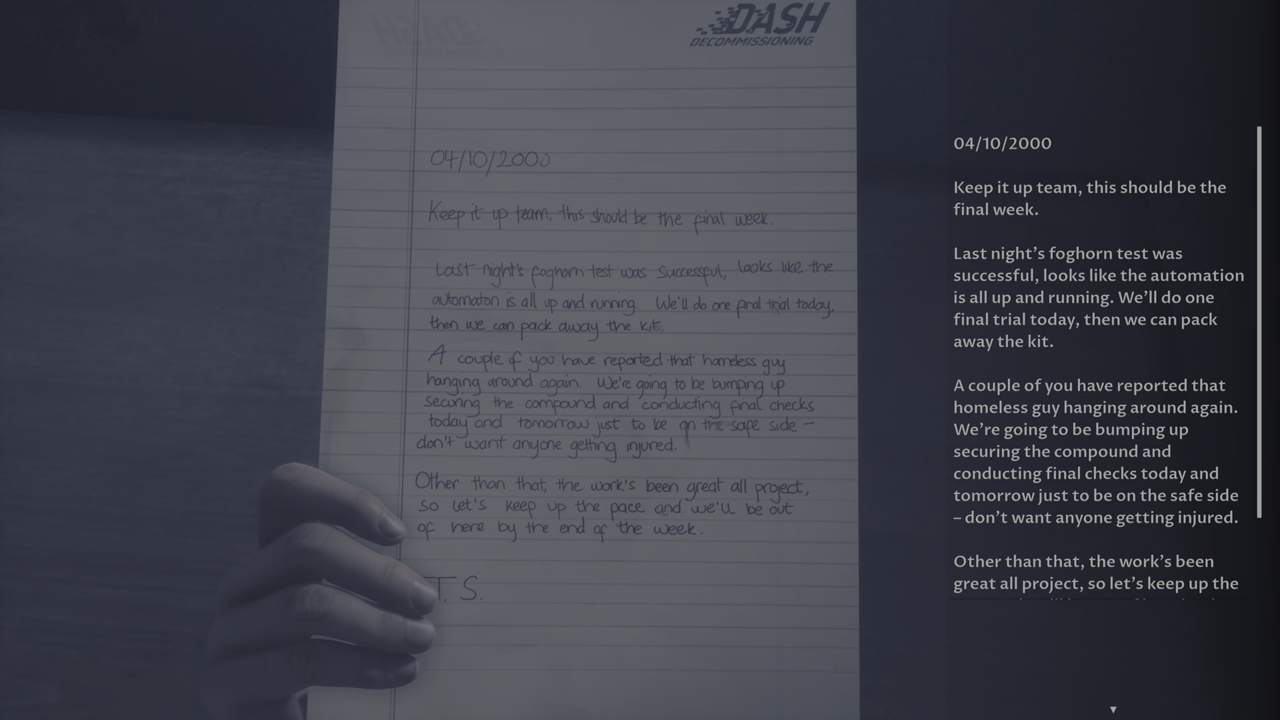 DASH
DECOMMISSIONING
04/10/2000
Keep it up team, this should be the final week.
Last night's foghorn test was successful, looks like the
automation is all up and running. We'll do one final trial today,
then we can pack away the kit.
A couple of you have reported that homeless guy
hanging around again. We're going to be bumping up
securing the compound and conducting final checks
today and tomorrow just to be on the safe side –
don't want anyone getting injured.
Other than that, the work's been great all project,
so let's keep up the pace and we'll be out
of here by the end of the week.
T. S.
04/10/2000
Keep it up team, this should be the
final week.
Last night's foghorn test was
successful, looks like the automation
is all up and running. We'll do one
final trial today, then we can pack
away the kit.
A couple of you have reported that
homeless guy hanging around again.
We're going to be bumping up
securing the compound and
conducting final checks today and
tomorrow just to be on the safe side
– don't want anyone getting injured.
Other than that, the work's been
great all project, so let's keep up the